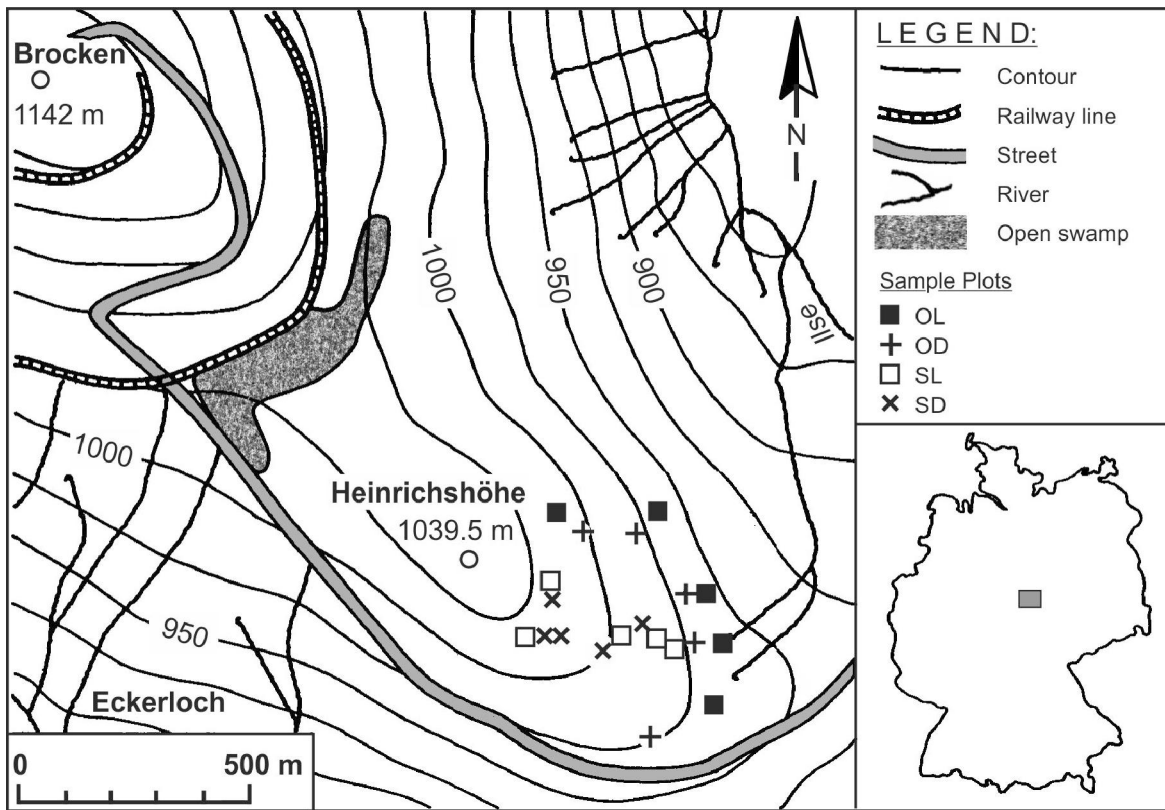 Brocken
1142 m
N
1000
950
900
Ilse
1000
Heinrichshöhe
1039.5 m
950
Eckerloch
0 500 m
L E G E N D:
Contour
Railway line
Street
River
Open swamp
Sample Plots
OL
OD
SL
SD